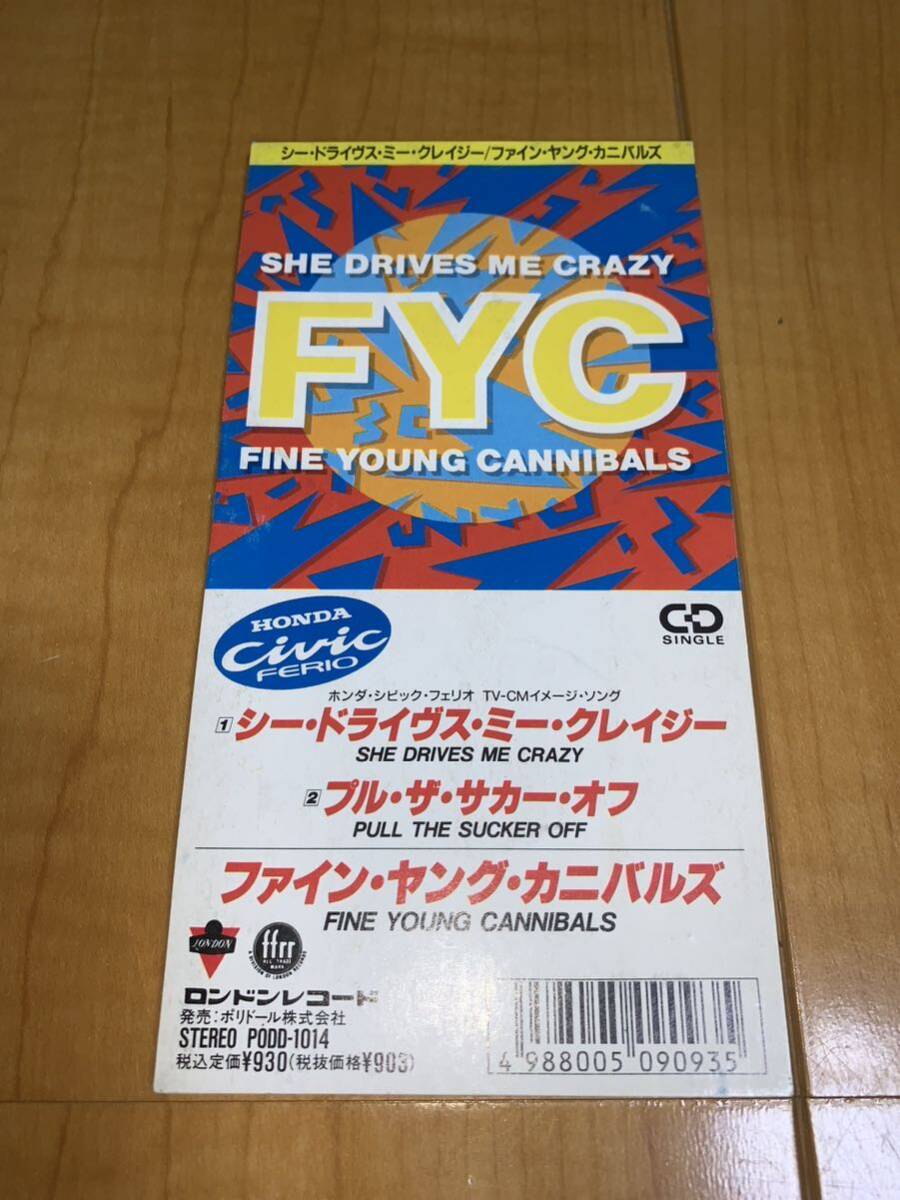 シー・ドライヴス・ミー・クレイジー/ファイン・ヤング・カニバルズ
SHE DRIVES ME CRAZY
FYC
FINE YOUNG CANNIBALS
HONDA
Civic
FERIO
CD
SINGLE
ホンダ・シビック・フェリオ TV-CMイメージ・ソング
1 シー・ドライヴス・ミー・クレイジー
SHE DRIVES ME CRAZY
2 プル・ザ・サカー・オフ
PULL THE SUCKER OFF
ファイン・ヤング・カニバルズ
FINE YOUNG CANNIBALS
LONDON
ffrr
ALL TRADE
MARK
A DIVISION OF LONDON RECORDS
ロンドンレコード
発売:ポリドール株式会社
STEREO PODD-1014
税込定価¥930(税抜価格¥903)
4 988005 090935